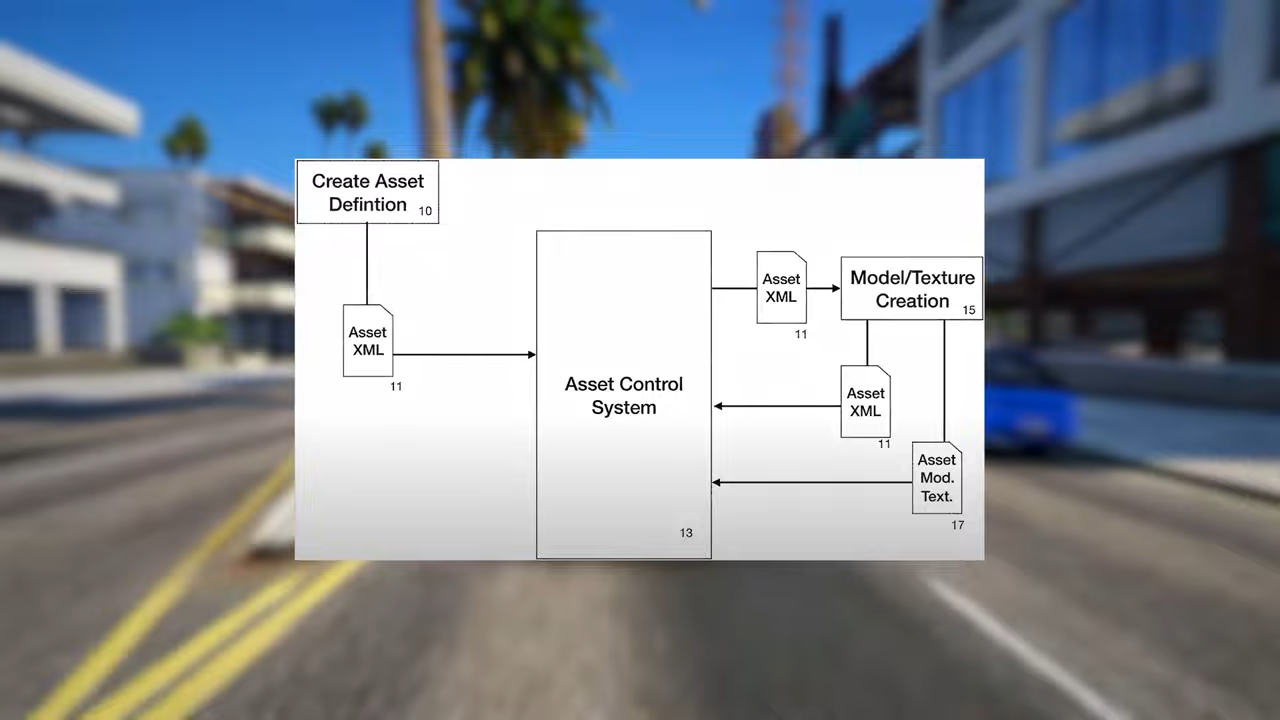 Create Asset
Defintion 10
Asset
XML
11
Asset Control
System
13
Asset
XML
11
Model/Texture
Creation 15
Asset
XML
11
Asset
Mod.
Text.
17